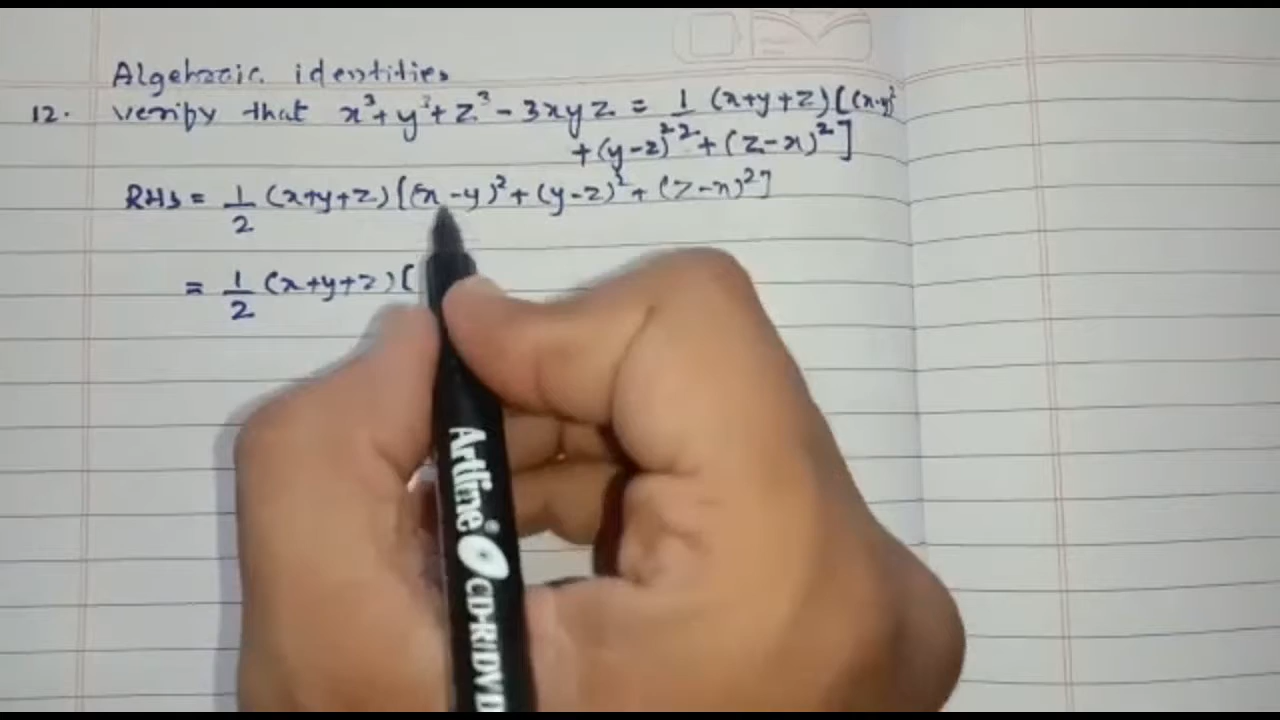 Algebraic identities
12. verify that x³+y³+z³-3xyz = 1/2 (x+y+z)[(x-y)²
+(y-z)²+(z-x)²]
RHS = 1/2 (x+y+z)[(x-y)²+(y-z)²+(z-x)²]
= 1/2 (x+y+z)[
Artline® CD-R/DVD